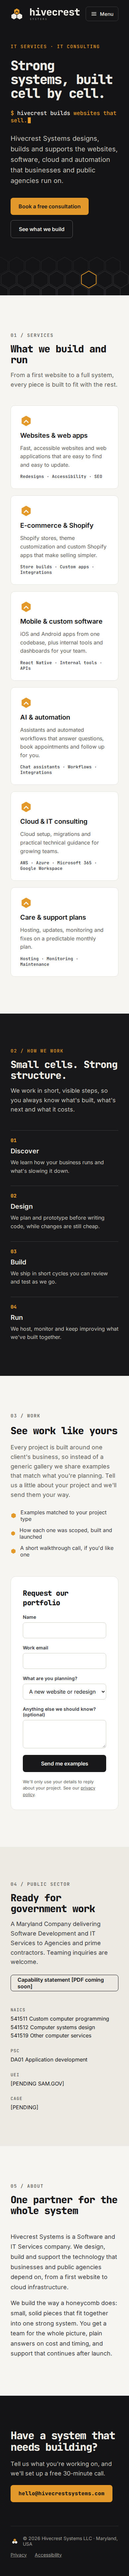 hivecrest
SYSTEMS
Menu
IT SERVICES · IT CONSULTING
Strong
systems, built
cell by cell.
$ hivecrest builds websites that
sell.
Hivecrest Systems designs,
builds and supports the websites,
software, cloud and automation
that businesses and public
agencies run on.
Book a free consultation
See what we build
01 / SERVICES
What we build and
run
From a first website to a full system,
every piece is built to fit with the rest.
Websites & web apps
Fast, accessible websites and web
applications that are easy to find
and easy to update.
Redesigns · Accessibility · SEO
E-commerce & Shopify
Shopify stores, theme
customization and custom Shopify
apps that make selling simpler.
Store builds · Custom apps ·
Integrations
Mobile & custom software
iOS and Android apps from one
codebase, plus internal tools and
dashboards for your team.
React Native · Internal tools ·
APIs
AI & automation
Assistants and automated
workflows that answer questions,
book appointments and follow up
for you.
Chat assistants · Workflows ·
Integrations
Cloud & IT consulting
Cloud setup, migrations and
practical technical guidance for
growing teams.
AWS · Azure · Microsoft 365 ·
Google Workspace
Care & support plans
Hosting, updates, monitoring and
fixes on a predictable monthly
plan.
Hosting · Monitoring ·
Maintenance
02 / HOW WE WORK
Small cells. Strong
structure.
We work in short, visible steps, so
you always know what's built, what's
next and what it costs.
01
Discover
We learn how your business runs and
what's slowing it down.
02
Design
We plan and prototype before writing
code, while changes are still cheap.
03
Build
We ship in short cycles you can review
and test as we go.
04
Run
We host, monitor and keep improving what
we've built together.
03 / WORK
See work like yours
Every project is built around one
client's business, so instead of a
generic gallery we share examples
that match what you're planning. Tell
us a little about your project and we'll
send them your way.
Examples matched to your project
type
How each one was scoped, built and
launched
A short walkthrough call, if you'd like
one
Request our
portfolio
Name
Work email
What are you planning?
A new website or redesign
Anything else we should know?
(optional)
Send me examples
We'll only use your details to reply
about your project. See our privacy
policy.
04 / PUBLIC SECTOR
Ready for
government work
A Maryland Company delivering
Software Development and IT
Services to Agencies and prime
contractors. Teaming inquiries are
welcome.
Capability statement [PDF coming
soon]
NAICS
541511 Custom computer programming
541512 Computer systems design
541519 Other computer services
PSC
DA01 Application development
UEI
[PENDING SAM.GOV]
CAGE
[PENDING]
05 / ABOUT
One partner for the
whole system
Hivecrest Systems is a Software and
IT Services company. We design,
build and support the technology that
businesses and public agencies
depend on, from a first website to
cloud infrastructure.
We build the way a honeycomb does:
small, solid pieces that fit together
into one strong system. You get a
team for the whole picture, plain
answers on cost and timing, and
support that continues after launch.
Have a system that
needs building?
Tell us what you're working on, and
we'll set up a free 30-minute call.
hello@hivecrestsystems.com
© 2026 Hivecrest Systems LLC · Maryland,
USA
Privacy Accessibility